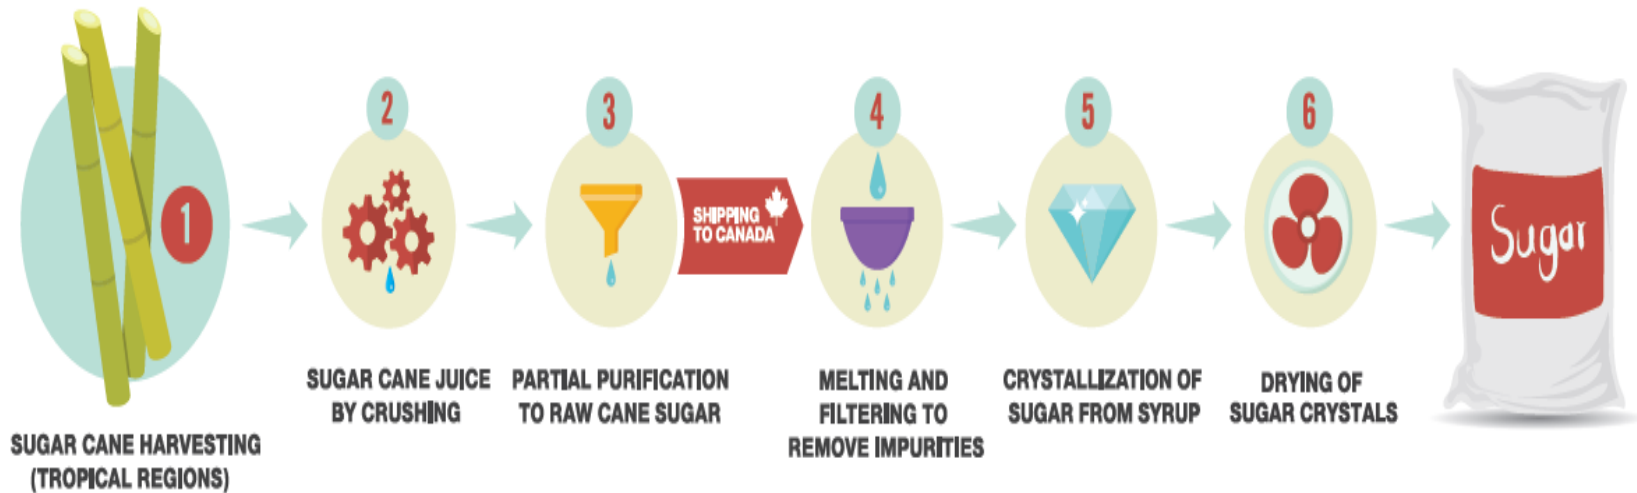 1
SUGAR CANE HARVESTING
(TROPICAL REGIONS)
2
SUGAR CANE JUICE
BY CRUSHING
3
PARTIAL PURIFICATION
TO RAW CANE SUGAR
SHIPPING
TO CANADA
4
MELTING AND
FILTERING TO
REMOVE IMPURITIES
5
CRYSTALLIZATION OF
SUGAR FROM SYRUP
6
DRYING OF
SUGAR CRYSTALS
Sugar